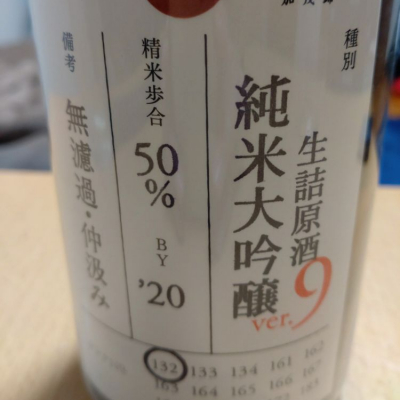 種別
生詰原酒
純米大吟醸
ver.9
精米歩合
50%
BY
'20
備考
無濾過・仲汲み
132 133 134 161 162
163 164 165 166 167